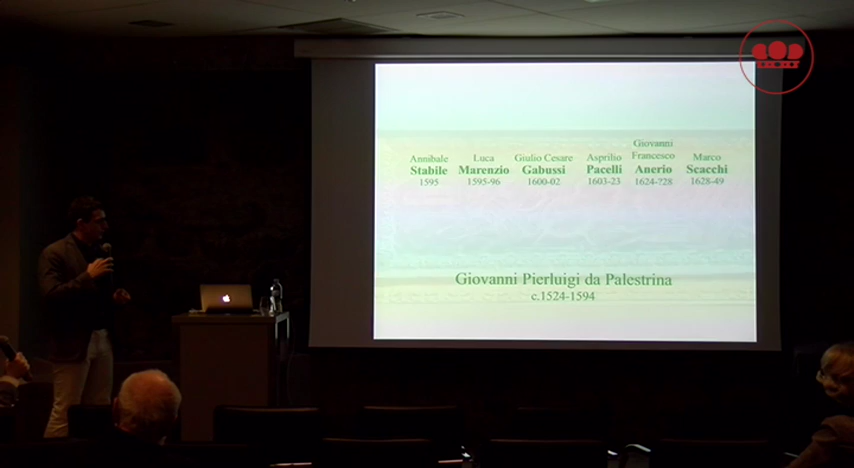 Annibale
Stabile
1595
Luca
Marenzio
1595-96
Giulio Cesare
Gabussi
1600-02
Asprilio
Pacelli
1603-23
Giovanni
Francesco
Anerio
1624-?28
Marco
Scacchi
1628-49
Giovanni Pierluigi da Palestrina
c.1524-1594